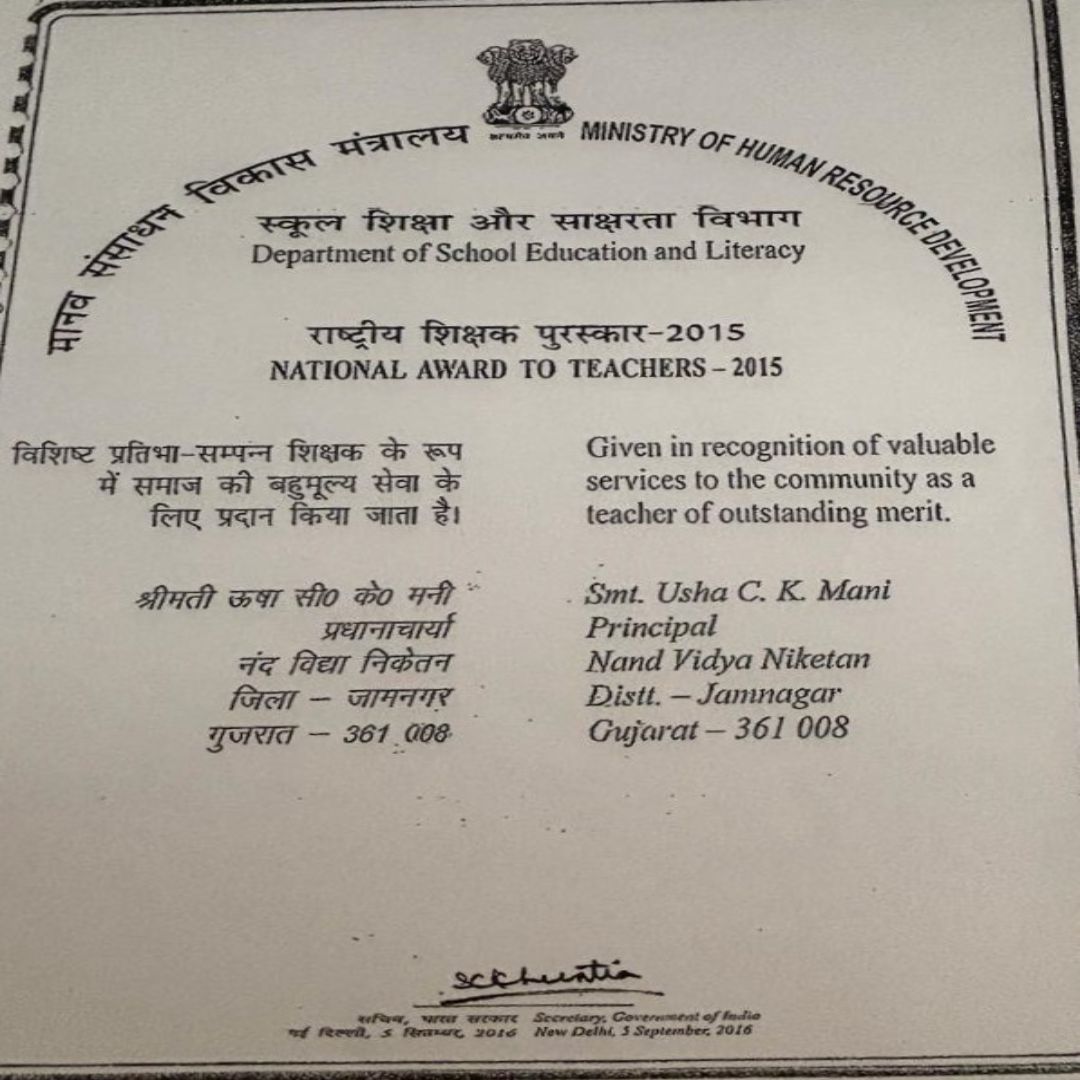 सत्यमेव जयते
मानव संसाधन विकास मंत्रालय MINISTRY OF HUMAN RESOURCE DEVELOPMENT
स्कूल शिक्षा और साक्षरता विभाग
Department of School Education and Literacy
राष्ट्रीय शिक्षक पुरस्कार-2015
NATIONAL AWARD TO TEACHERS – 2015
विशिष्ट प्रतिभा-सम्पन्न शिक्षक के रूप
में समाज की बहुमूल्य सेवा के
लिए प्रदान किया जाता है।
Given in recognition of valuable
services to the community as a
teacher of outstanding merit.
श्रीमती ऊषा सी0 के0 मनी
प्रधानाचार्या
नंद विद्या निकेतन
जिला – जामनगर
गुजरात – 361 008
Smt. Usha C. K. Mani
Principal
Nand Vidya Niketan
Distt. – Jamnagar
Gujarat – 361 008
सचिव, भारत सरकार Secretary, Government of India
नई दिल्ली, 5 सितम्बर, 2016 New Delhi, 5 September, 2016